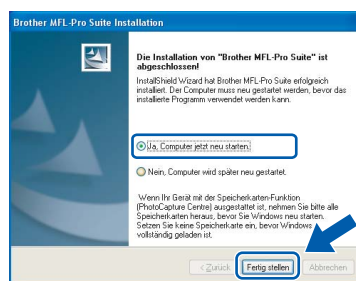 Brother MFL-Pro Suite Installation
Die Installation von "Brother MFL-Pro Suite" ist
abgeschlossen!
InstallShield Wizard hat Brother MFL-Pro Suite erfolgreich
installiert. Der Computer muss neu gestartet werden, bevor das
installierte Programm verwendet werden kann.
Ja, Computer jetzt neu starten.
Nein, Computer wird später neu gestartet.
Wenn Ihr Gerät mit der Speicherkarten-Funktion
(PhotoCapture Centre) ausgestattet ist, nehmen Sie bitte alle
Speicherkarten heraus, bevor Sie Windows neu starten.
Setzen Sie keine Speicherkarte ein, bevor Windows
vollständig geladen ist.
< Zurück Fertig stellen Abbrechen